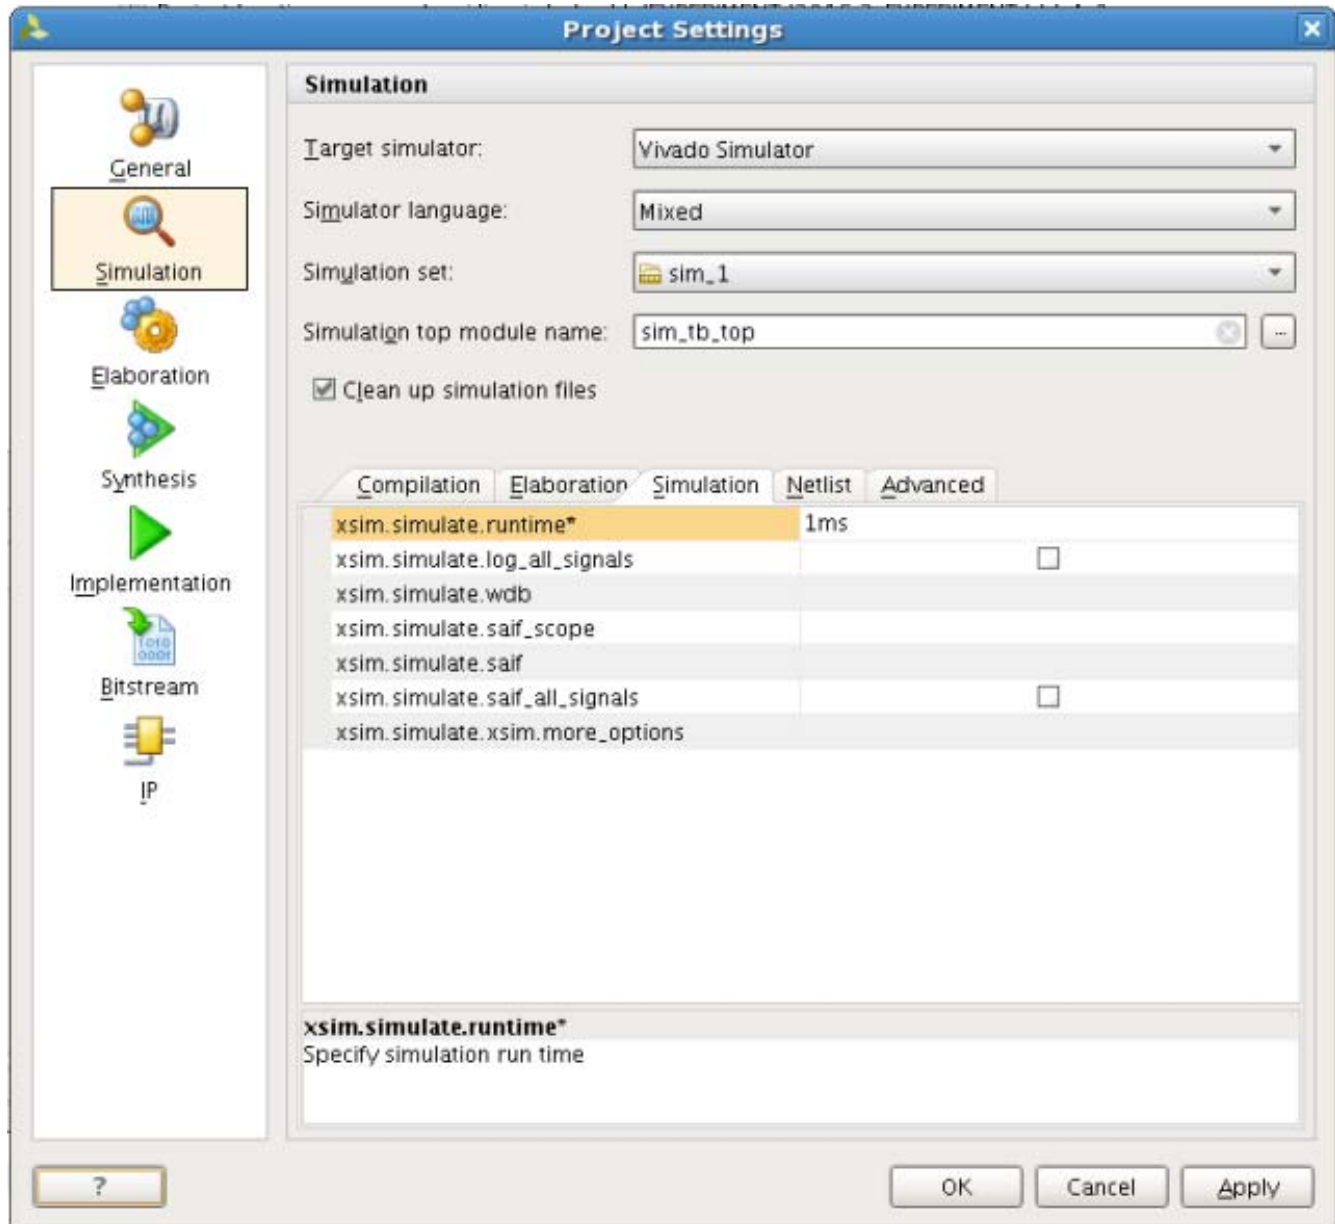 Project Settings
General
Simulation
Elaboration
Synthesis
Implementation
Bitstream
IP
Simulation
Target simulator: Vivado Simulator
Simulator language: Mixed
Simulation set: sim_1
Simulation top module name: sim_tb_top ...
Clean up simulation files
Compilation Elaboration Simulation Netlist Advanced
xsim.simulate.runtime* 1ms
xsim.simulate.log_all_signals
xsim.simulate.wdb
xsim.simulate.saif_scope
xsim.simulate.saif
xsim.simulate.saif_all_signals
xsim.simulate.xsim.more_options
xsim.simulate.runtime*
Specify simulation run time
? OK Cancel Apply